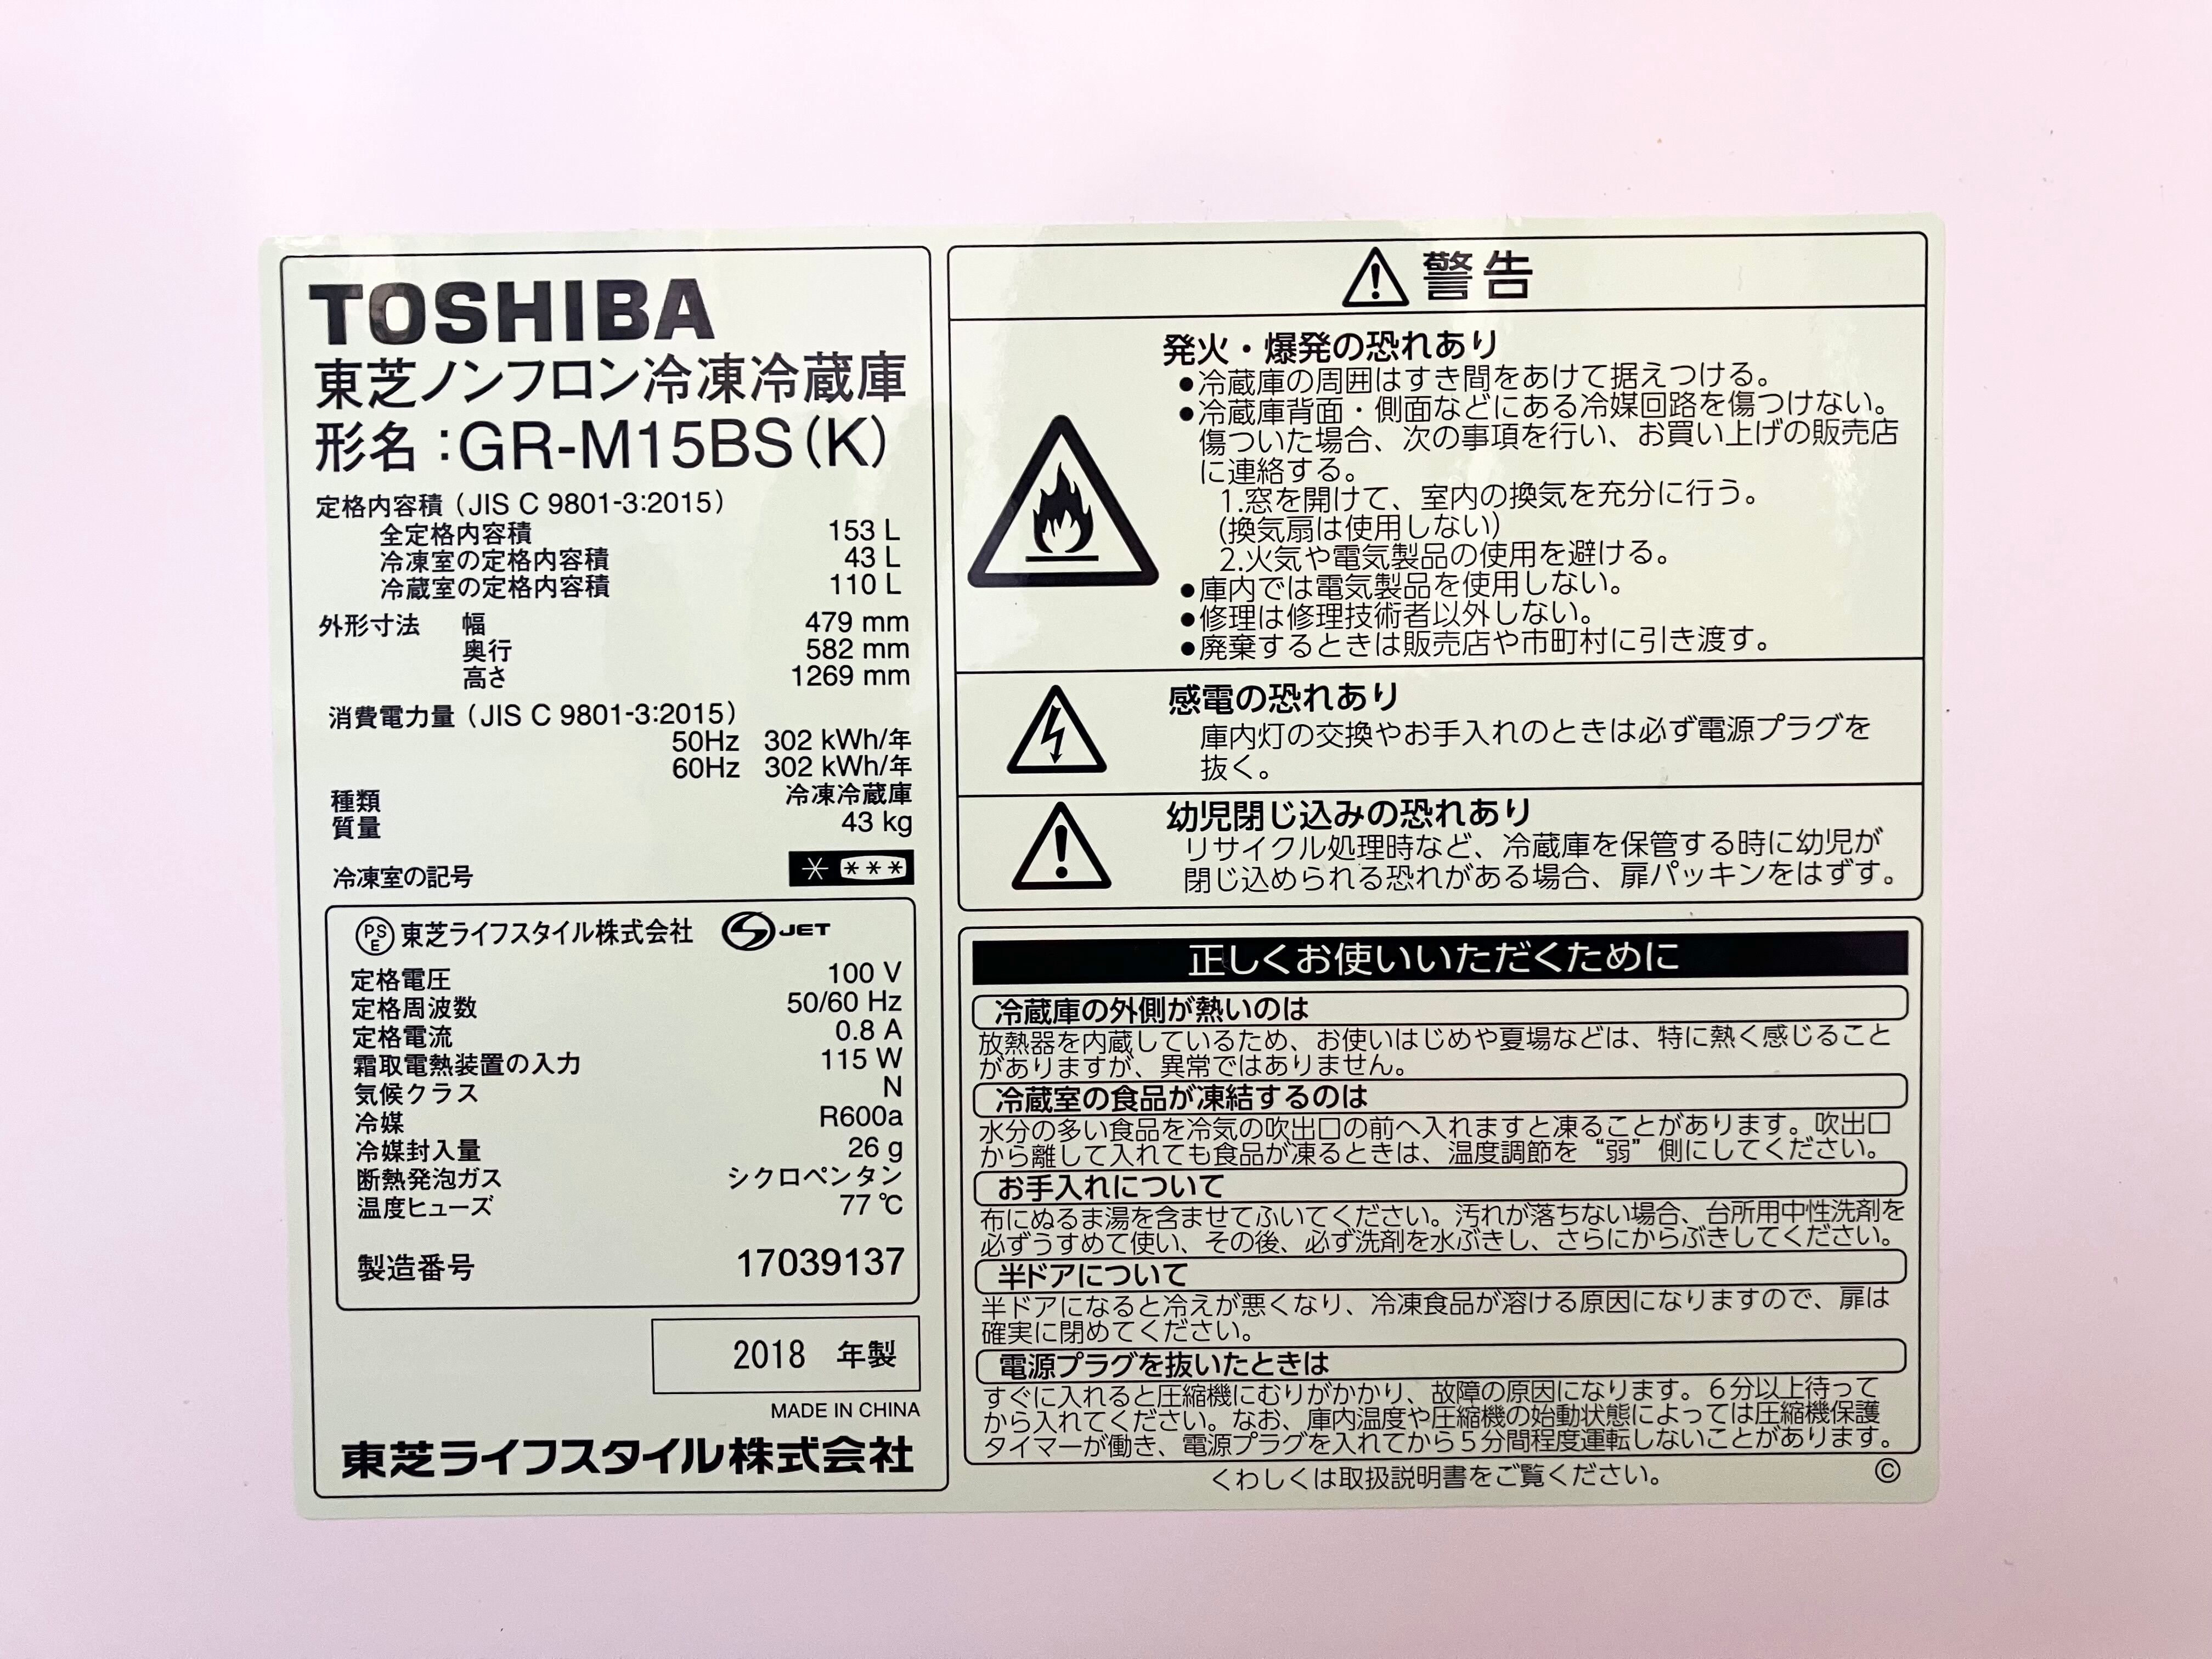 TOSHIBA
東芝ノンフロン冷凍冷蔵庫
形名:GR-M15BS(K)
定格内容積(JIS C 9801-3:2015)
全定格内容積 153 L
冷凍室の定格内容積 43 L
冷蔵室の定格内容積 110 L
外形寸法 幅 479 mm
奥行 582 mm
高さ 1269 mm
消費電力量(JIS C 9801-3:2015)
50Hz 302 kWh/年
60Hz 302 kWh/年
種類 冷凍冷蔵庫
質量 43 kg
冷凍室の記号 * ***
PSE 東芝ライフスタイル株式会社 S JET
定格電圧 100 V
定格周波数 50/60 Hz
定格電流 0.8 A
霜取電熱装置の入力 115 W
気候クラス N
冷媒 R600a
冷媒封入量 26 g
断熱発泡ガス シクロペンタン
温度ヒューズ 77 ℃
製造番号 17039137
2018 年製
MADE IN CHINA
東芝ライフスタイル株式会社
警告
発火・爆発の恐れあり
●冷蔵庫の周囲はすき間をあけて据えつける。
●冷蔵庫背面・側面などにある冷媒回路を傷つけない。
傷ついた場合、次の事項を行い、お買い上げの販売店
に連絡する。
1.窓を開けて、室内の換気を充分に行う。
(換気扇は使用しない)
2.火気や電気製品の使用を避ける。
●庫内では電気製品を使用しない。
●修理は修理技術者以外しない。
●廃棄するときは販売店や市町村に引き渡す。
感電の恐れあり
庫内灯の交換やお手入れのときは必ず電源プラグを
抜く。
幼児閉じ込みの恐れあり
リサイクル処理時など、冷蔵庫を保管する時に幼児が
閉じ込められる恐れがある場合、扉パッキンをはずす。
正しくお使いいただくために
冷蔵庫の外側が熱いのは
放熱器を内蔵しているため、お使いはじめや夏場などは、特に熱く感じること
がありますが、異常ではありません。
冷蔵室の食品が凍結するのは
水分の多い食品を冷気の吹出口の前へ入れますと凍ることがあります。吹出口
から離して入れても食品が凍るときは、温度調節を“弱”側にしてください。
お手入れについて
布にぬるま湯を含ませてふいてください。汚れが落ちない場合、台所用中性洗剤を
必ずうすめて使い、その後、必ず洗剤を水ぶきし、さらにからぶきしてください。
半ドアについて
半ドアになると冷えが悪くなり、冷凍食品が溶ける原因になりますので、扉は
確実に閉めてください。
電源プラグを抜いたときは
すぐに入れると圧縮機にむりがかかり、故障の原因になります。6分以上待って
から入れてください。なお、庫内温度や圧縮機の始動状態によっては圧縮機保護
タイマーが働き、電源プラグを入れてから5分間程度運転しないことがあります。
くわしくは取扱説明書をご覧ください。 ©